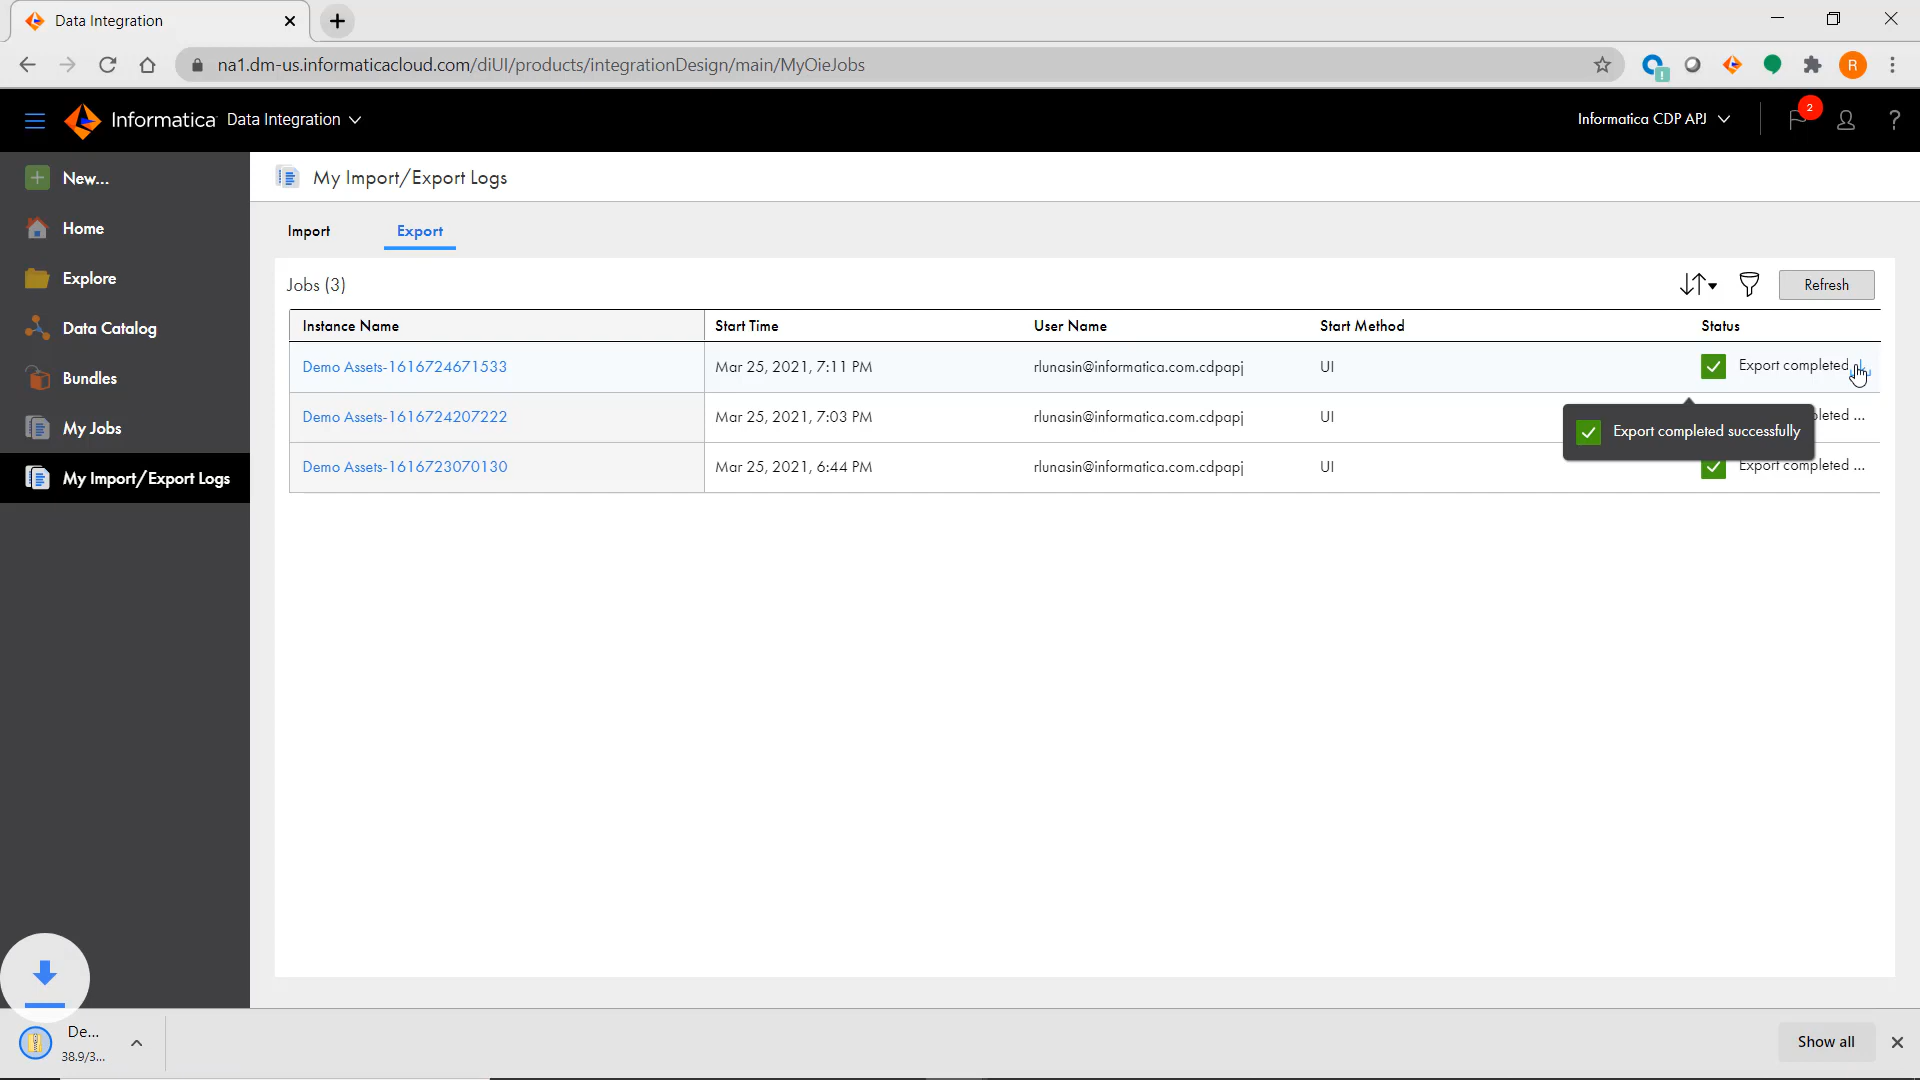 Data Integration
na1.dm-us.informaticacloud.com/diUI/products/integrationDesign/main/MyOieJobs
R
Informatica Data Integration
Informatica CDP APJ
2
?
New...
Home
Explore
Data Catalog
Bundles
My Jobs
My Import/Export Logs
My Import/Export Logs
Import Export
Jobs (3)
Refresh
Instance Name Start Time User Name Start Method Status
Demo Assets-1616724671533 Mar 25, 2021, 7:11 PM rlunasin@informatica.com.cdpapj UI Export completed
Demo Assets-1616724207222 Mar 25, 2021, 7:03 PM rlunasin@informatica.com.cdpapj UI pleted ...
Export completed successfully
Demo Assets-1616723070130 Mar 25, 2021, 6:44 PM rlunasin@informatica.com.cdpapj UI Export completed ...
De...
38.9/3...
Show all